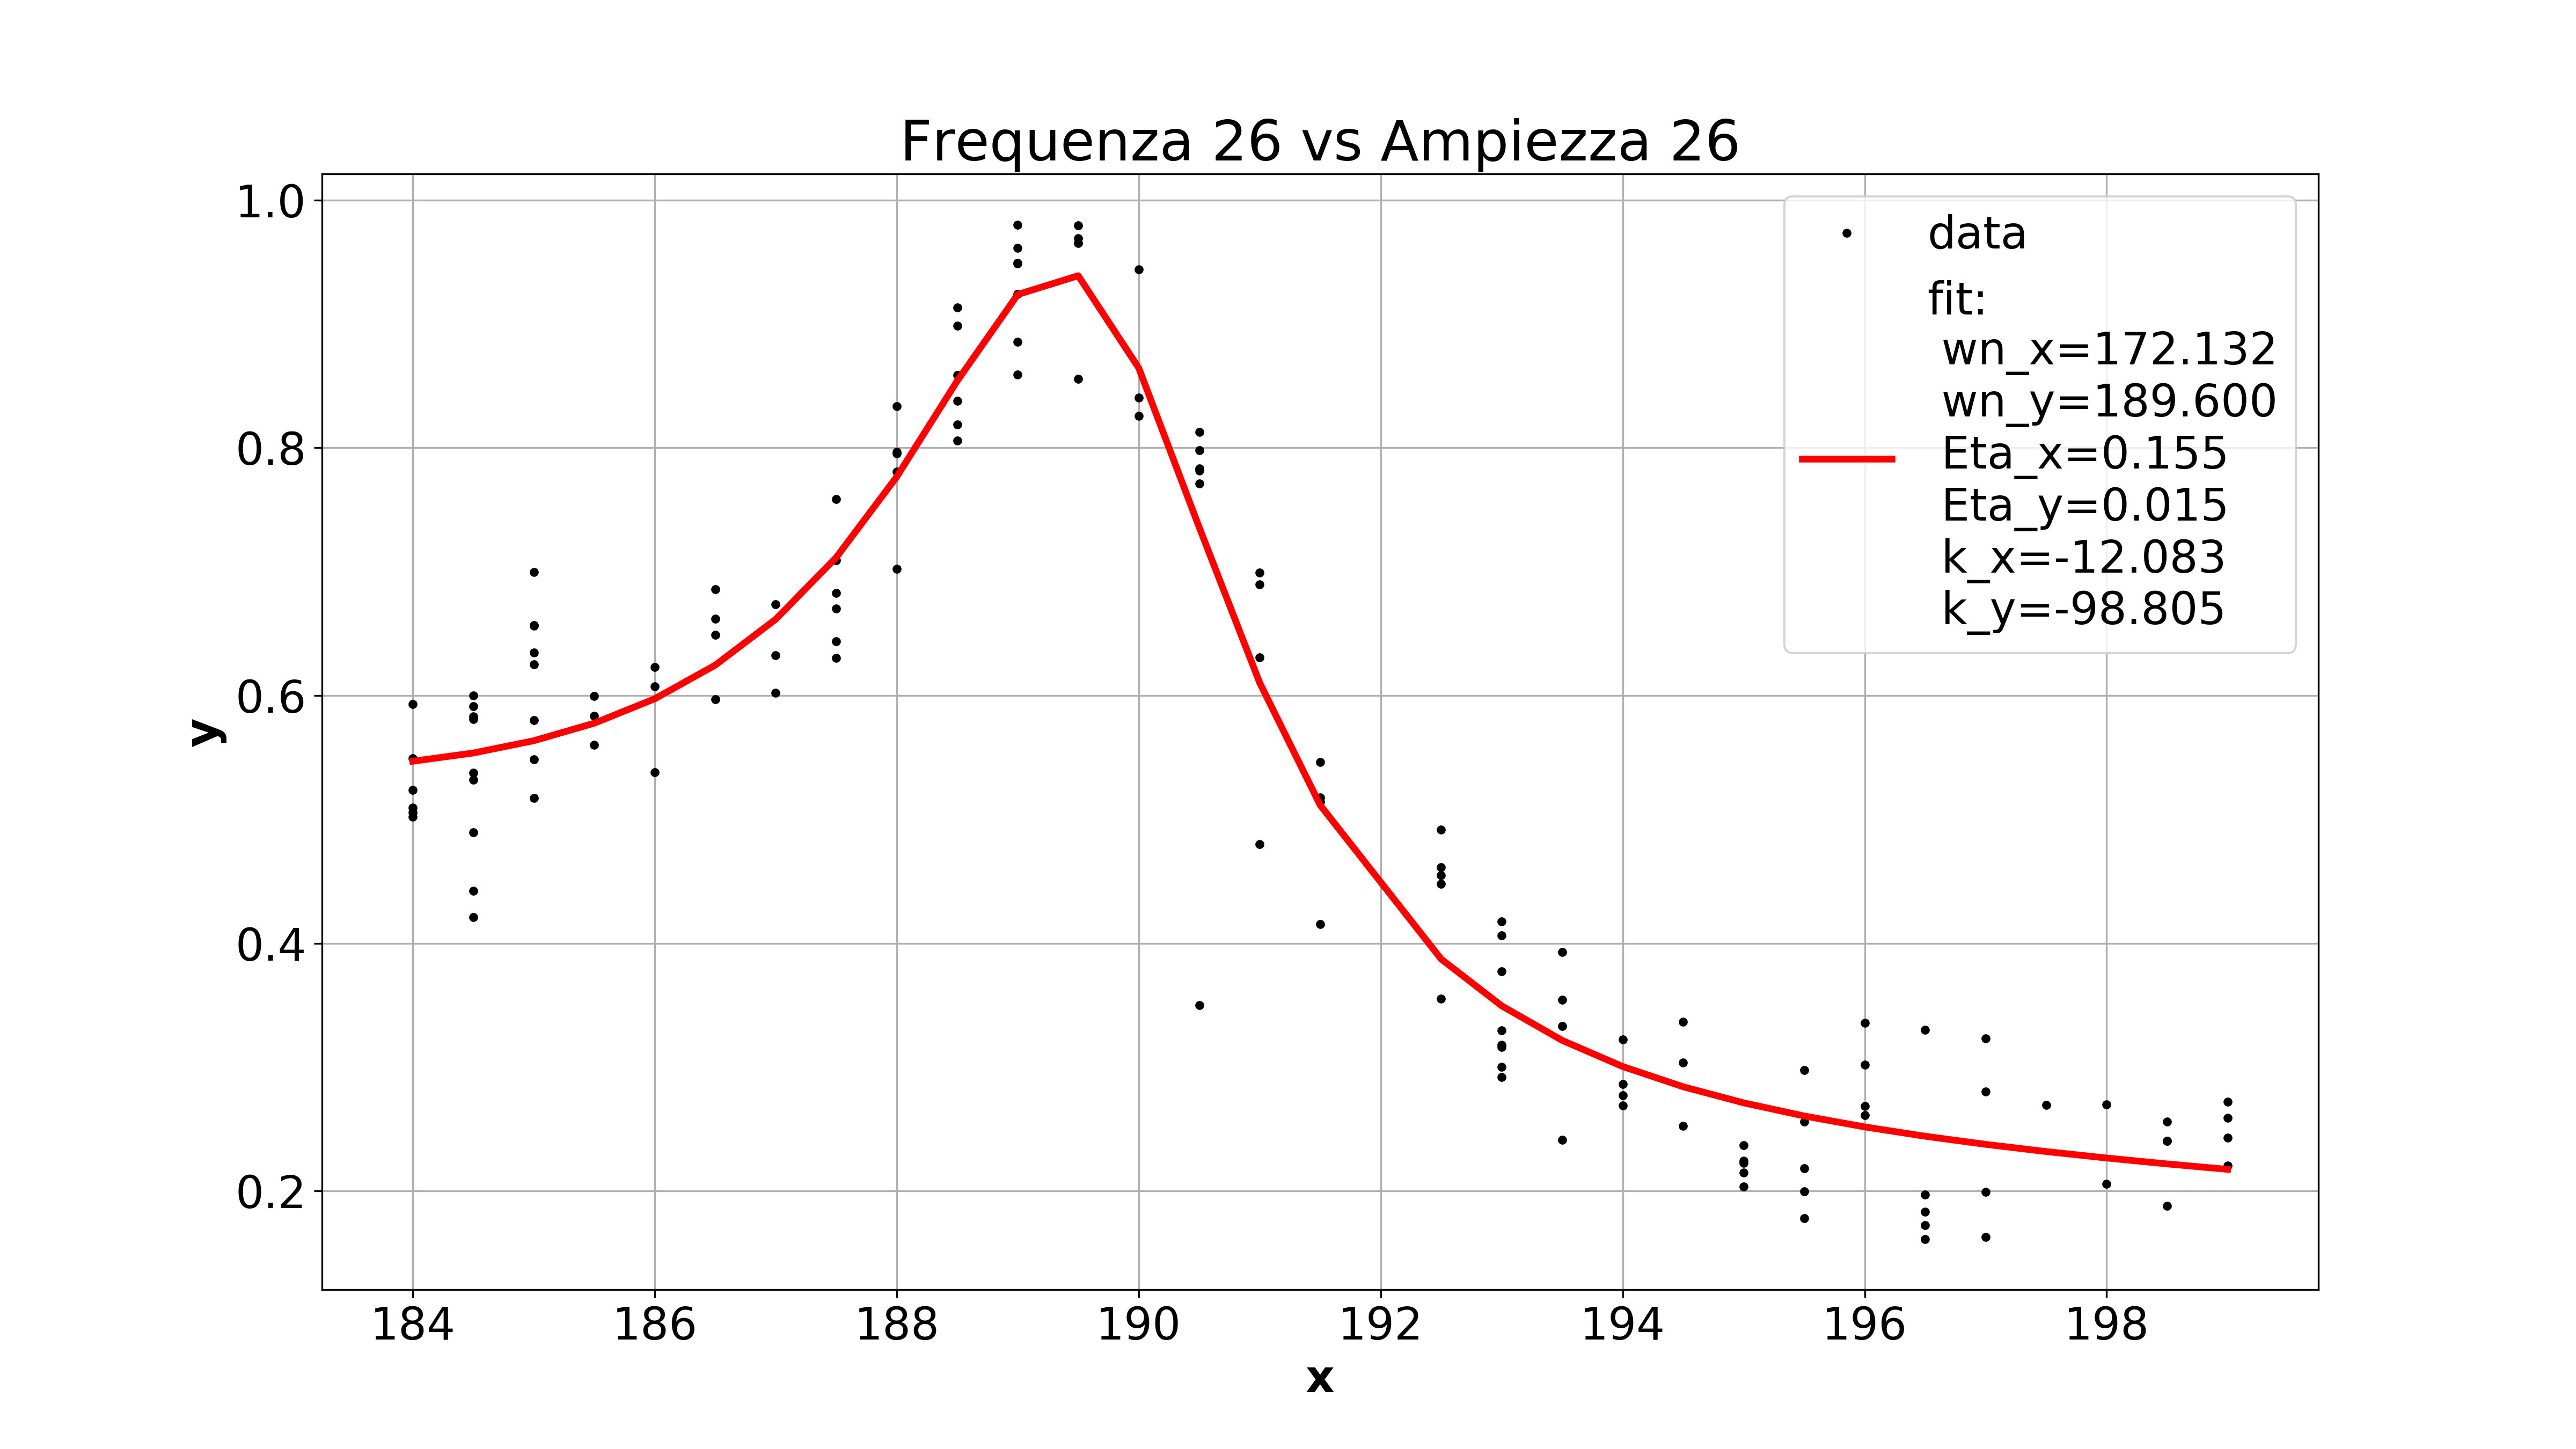 Frequenza 26 vs Ampiezza 26
1.0
0.8
0.6
0.4
0.2
y
data
fit:
wn_x=172.132
wn_y=189.600
Eta_x=0.155
Eta_y=0.015
k_x=-12.083
k_y=-98.805
184 186 188 190 192 194 196 198
x